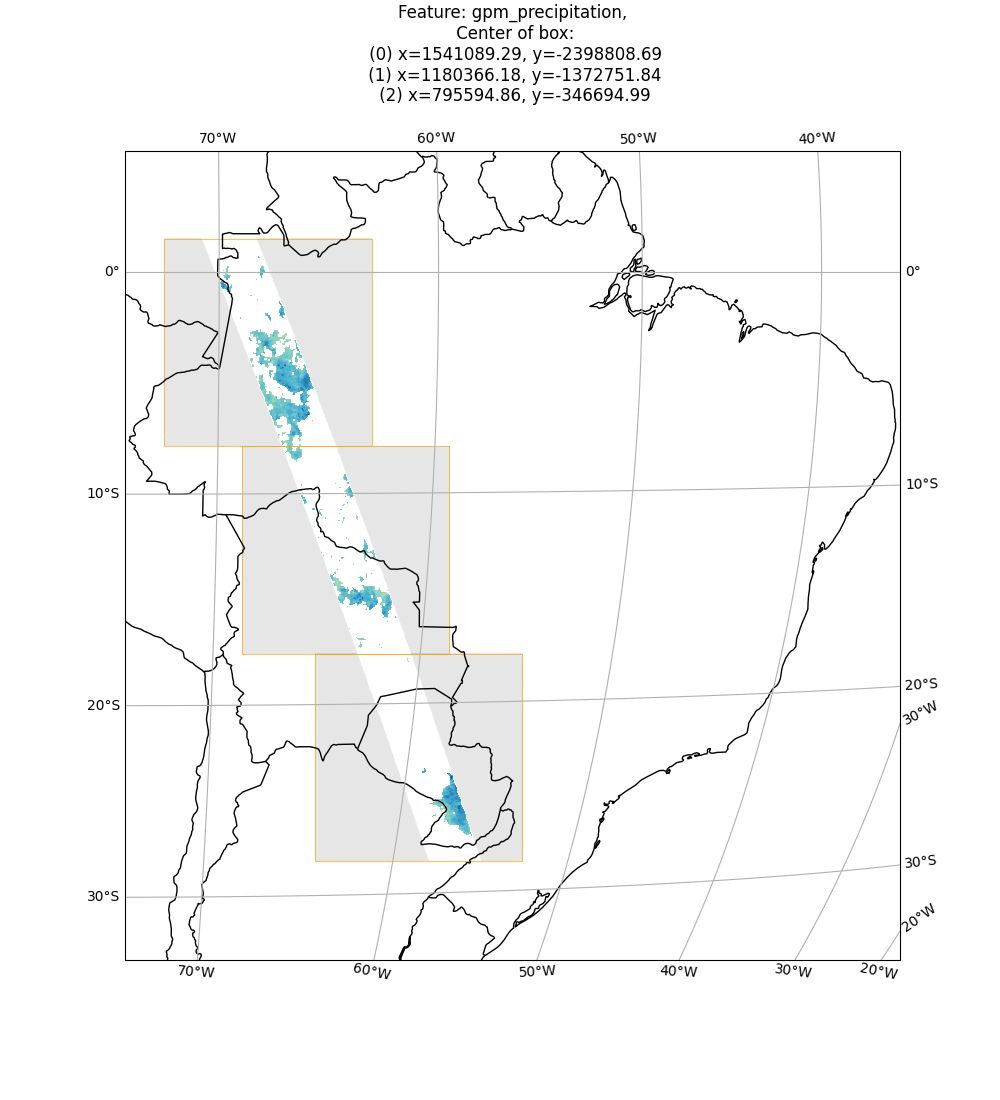 Feature: gpm_precipitation,
Center of box:
(0) x=1541089.29, y=-2398808.69
(1) x=1180366.18, y=-1372751.84
(2) x=795594.86, y=-346694.99
70°W 60°W 50°W 40°W
0° 0°
10°S 10°S
20°S 20°S
30°W
30°S 30°S
20°W
70°W 60°W 50°W 40°W 30°W 20°W